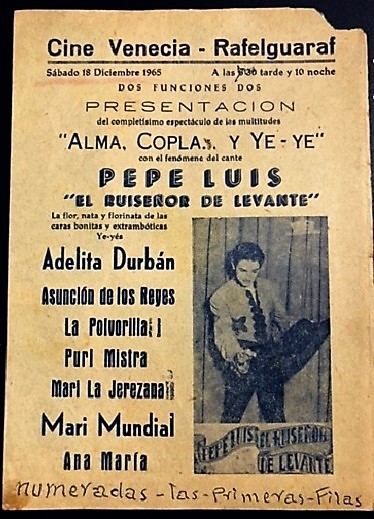 Cine Venecia - Rafelguaraf
Sábado 18 Diciembre 1965 A las tarde y 10 noche
DOS FUNCIONES DOS
PRESENTACION
del completísimo espectáculo de las multitudes
"ALMA, COPLAS, Y YE-YE"
con el fenómeno del cante
PEPE LUIS
"EL RUISEÑOR DE LEVANTE"
La flor, nata y florinata de las
caras bonitas y extrambóticas
Ye-yés
Adelita Durbán
Asunción de los Reyes
La Polvorilla
Puri Mistra
Mari La Jerezana
Mari Mundial
Ana María
PEPE LUIS EL RUISEÑOR
DE LEVANTE
numeradas - las - Primeras - Filas